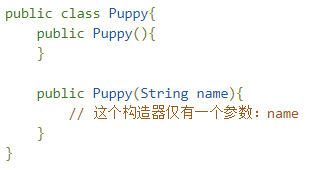 public class Puppy{
    public Puppy(){
    }

    public Puppy(String name){
        // 这个构造器仅有一个参数：name
    }
}